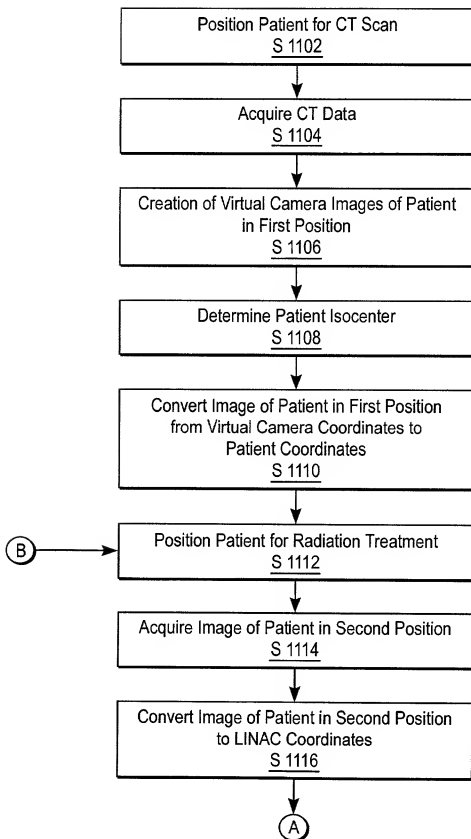 Position Patient for CT Scan
S 1102
Acquire CT Data
S 1104
Creation of Virtual Camera Images of Patient
in First Position
S 1106
Determine Patient Isocenter
S 1108
Convert Image of Patient in First Position
from Virtual Camera Coordinates to
Patient Coordinates
S 1110
B
Position Patient for Radiation Treatment
S 1112
Acquire Image of Patient in Second Position
S 1114
Convert Image of Patient in Second Position
to LINAC Coordinates
S 1116
A